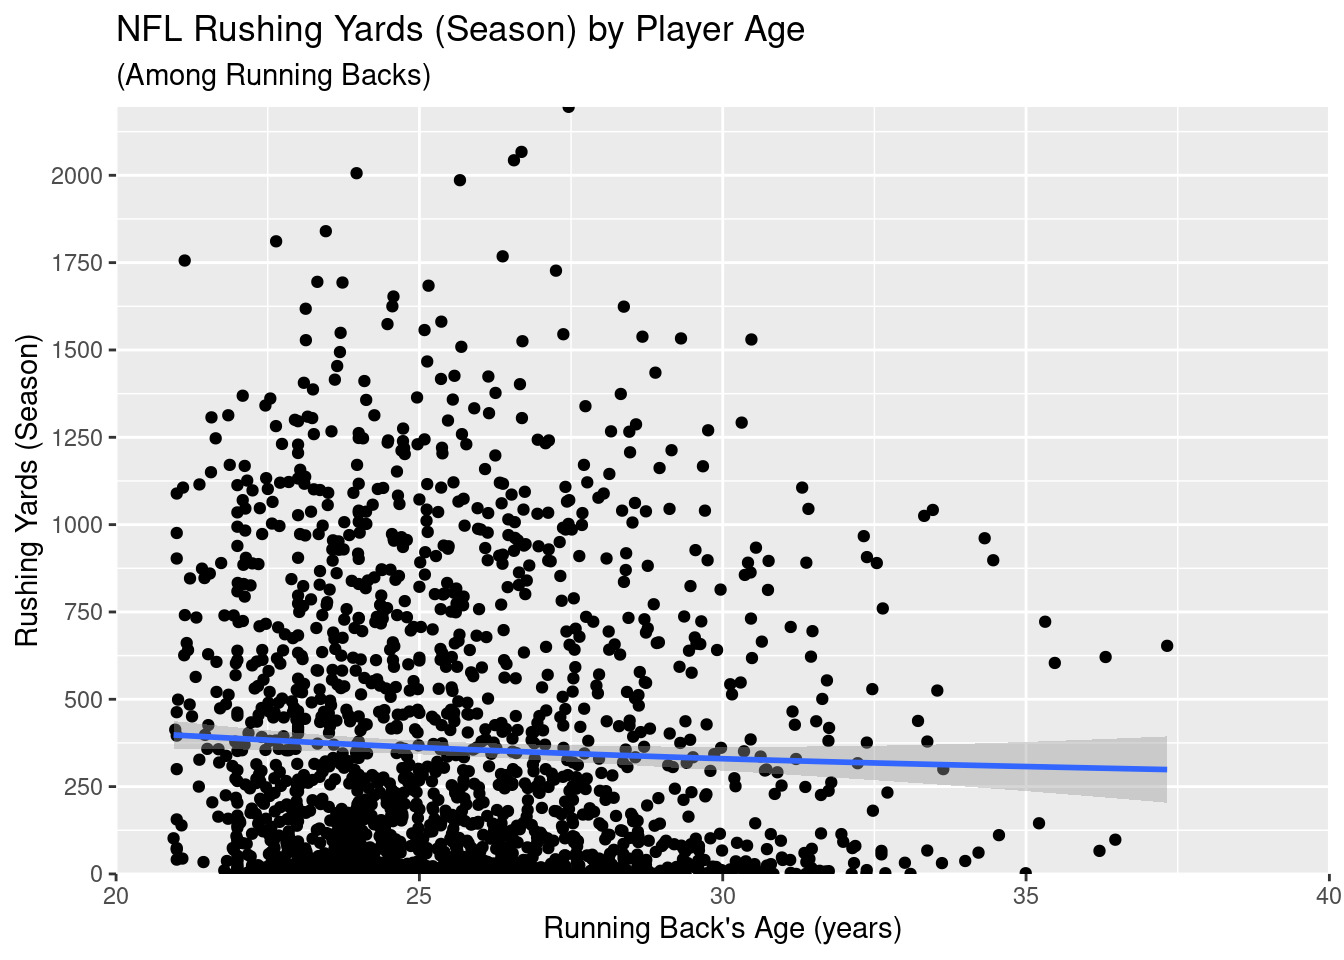 NFL Rushing Yards (Season) by Player Age
(Among Running Backs)
Rushing Yards (Season)
2000
1750
1500
1250
1000
750
500
250
0
20 25 30 35 40
Running Back's Age (years)